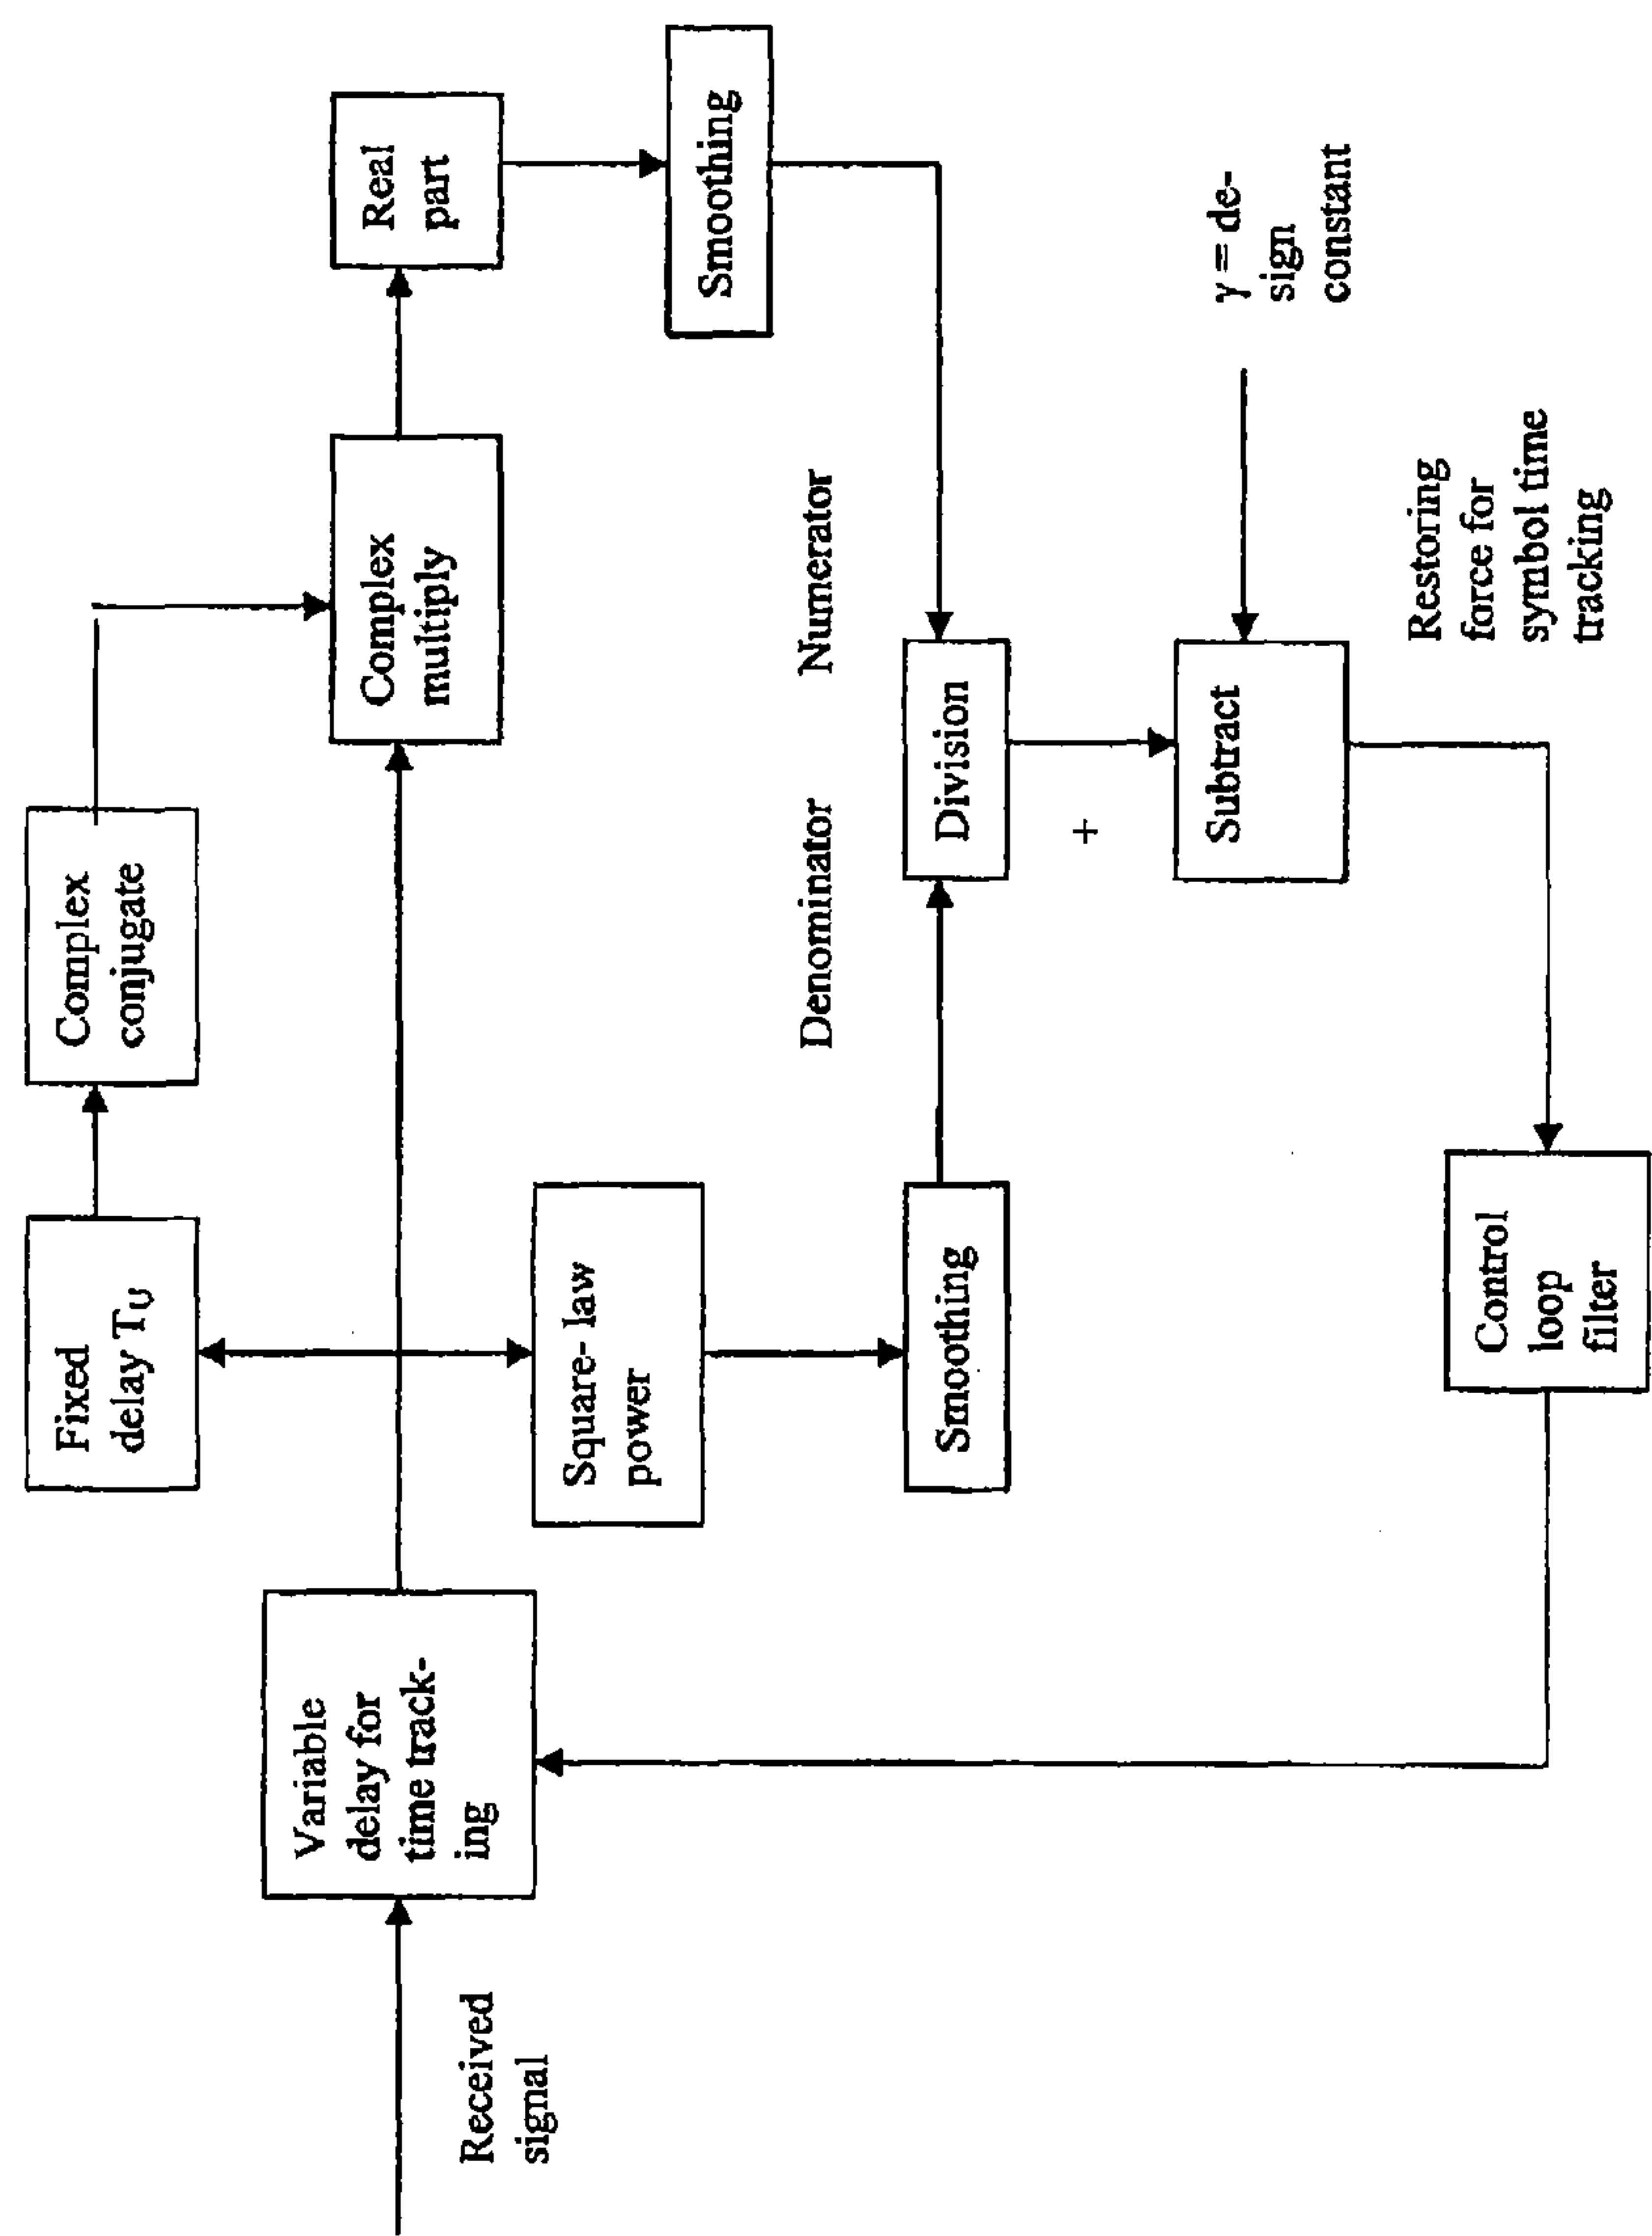 Fixed
delay T_U
Complex
conjugate
Variable
delay for
time track-
ing
Received
signal
Complex
multiply
Real
part
Square- law
power
Smoothing
Denominator
Numerator
Smoothing
Division
+
γ = de-
sign
constant
Subtract
Restoring
force for
symbol time
tracking
Control
loop
filter